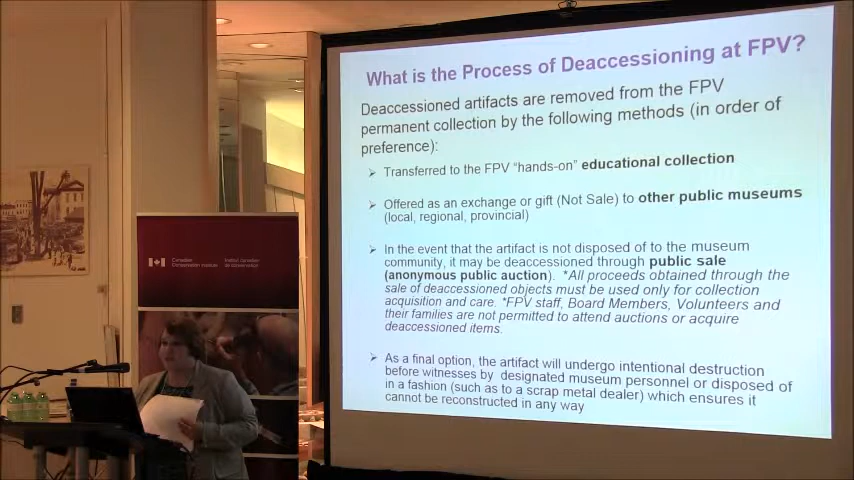 What is the Process of Deaccessioning at FPV?
Deaccessioned artifacts are removed from the FPV
permanent collection by the following methods (in order of
preference):
➢ Transferred to the FPV “hands-on” educational collection
➢ Offered as an exchange or gift (Not Sale) to other public museums
(local, regional, provincial)
➢ In the event that the artifact is not disposed of to the museum
community, it may be deaccessioned through public sale
(anonymous public auction). *All proceeds obtained through the
sale of deaccessioned objects must be used only for collection
acquisition and care. *FPV staff, Board Members, Volunteers and
their families are not permitted to attend auctions or acquire
deaccessioned items.
➢ As a final option, the artifact will undergo intentional destruction
before witnesses by designated museum personnel or disposed of
in a fashion (such as to a scrap metal dealer) which ensures it
cannot be reconstructed in any way
Canadian
Conservation Institute
Institut canadien
de conservation